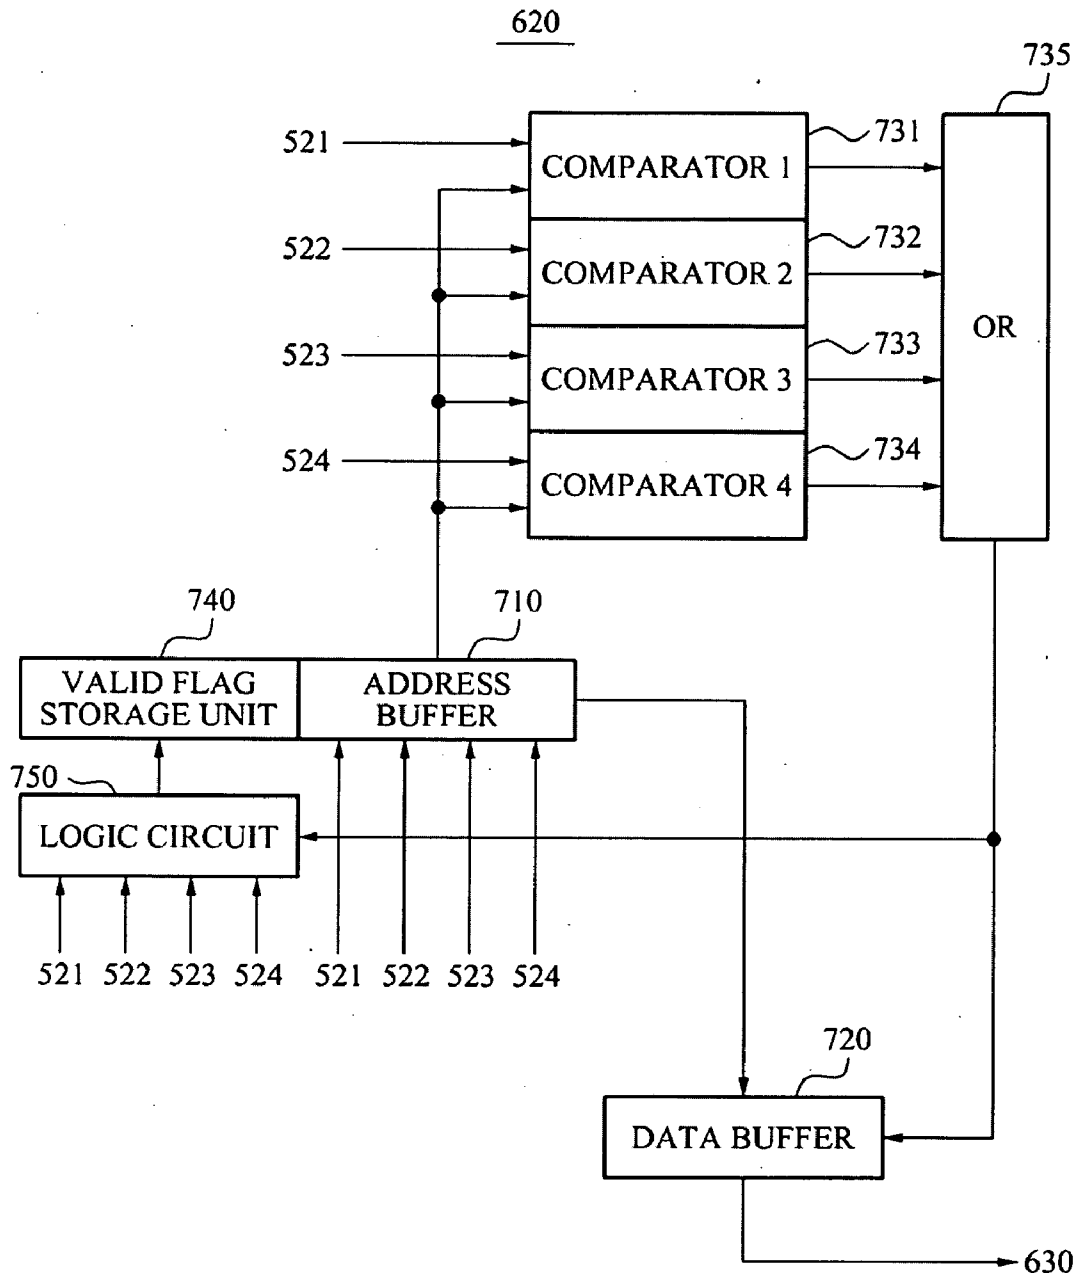 620
735
521
COMPARATOR 1
731
522
COMPARATOR 2
732
OR
523
COMPARATOR 3
733
524
COMPARATOR 4
734
740
710
VALID FLAG
STORAGE UNIT
ADDRESS
BUFFER
750
LOGIC CIRCUIT
521 522 523 524 521 522 523 524
720
DATA BUFFER
630